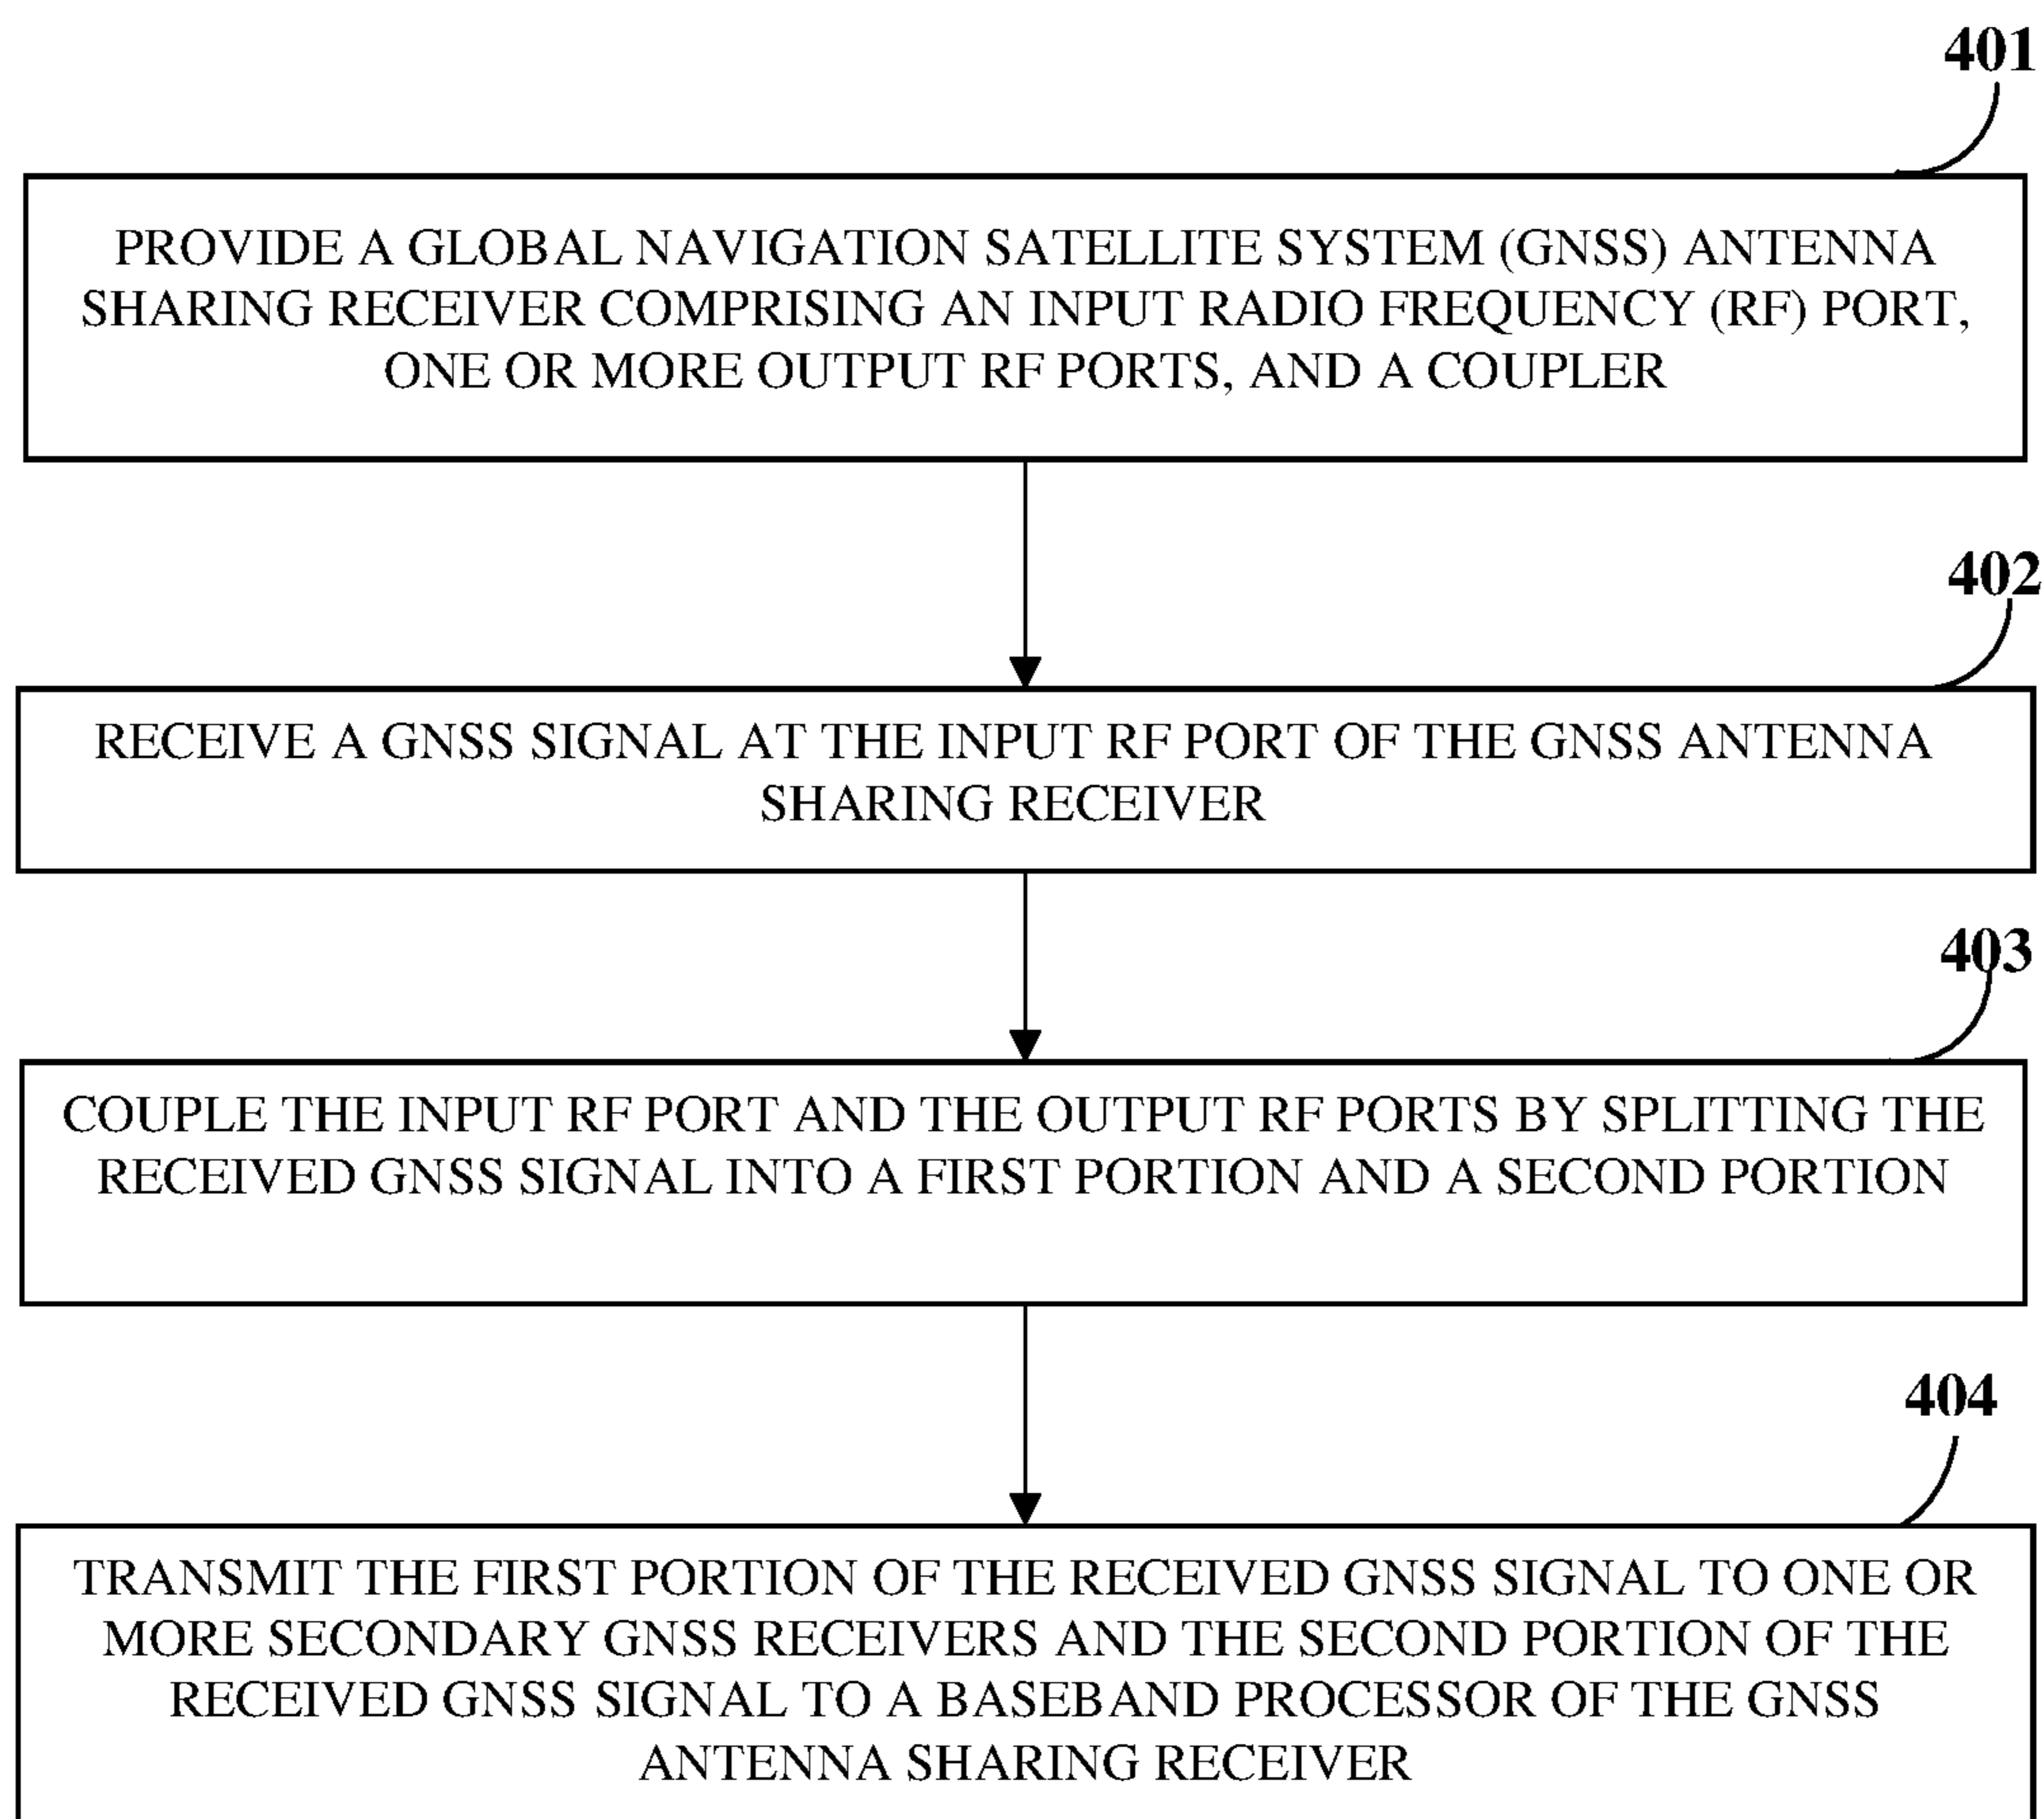 401
PROVIDE A GLOBAL NAVIGATION SATELLITE SYSTEM (GNSS) ANTENNA
SHARING RECEIVER COMPRISING AN INPUT RADIO FREQUENCY (RF) PORT,
ONE OR MORE OUTPUT RF PORTS, AND A COUPLER
402
RECEIVE A GNSS SIGNAL AT THE INPUT RF PORT OF THE GNSS ANTENNA
SHARING RECEIVER
403
COUPLE THE INPUT RF PORT AND THE OUTPUT RF PORTS BY SPLITTING THE
RECEIVED GNSS SIGNAL INTO A FIRST PORTION AND A SECOND PORTION
404
TRANSMIT THE FIRST PORTION OF THE RECEIVED GNSS SIGNAL TO ONE OR
MORE SECONDARY GNSS RECEIVERS AND THE SECOND PORTION OF THE
RECEIVED GNSS SIGNAL TO A BASEBAND PROCESSOR OF THE GNSS
ANTENNA SHARING RECEIVER